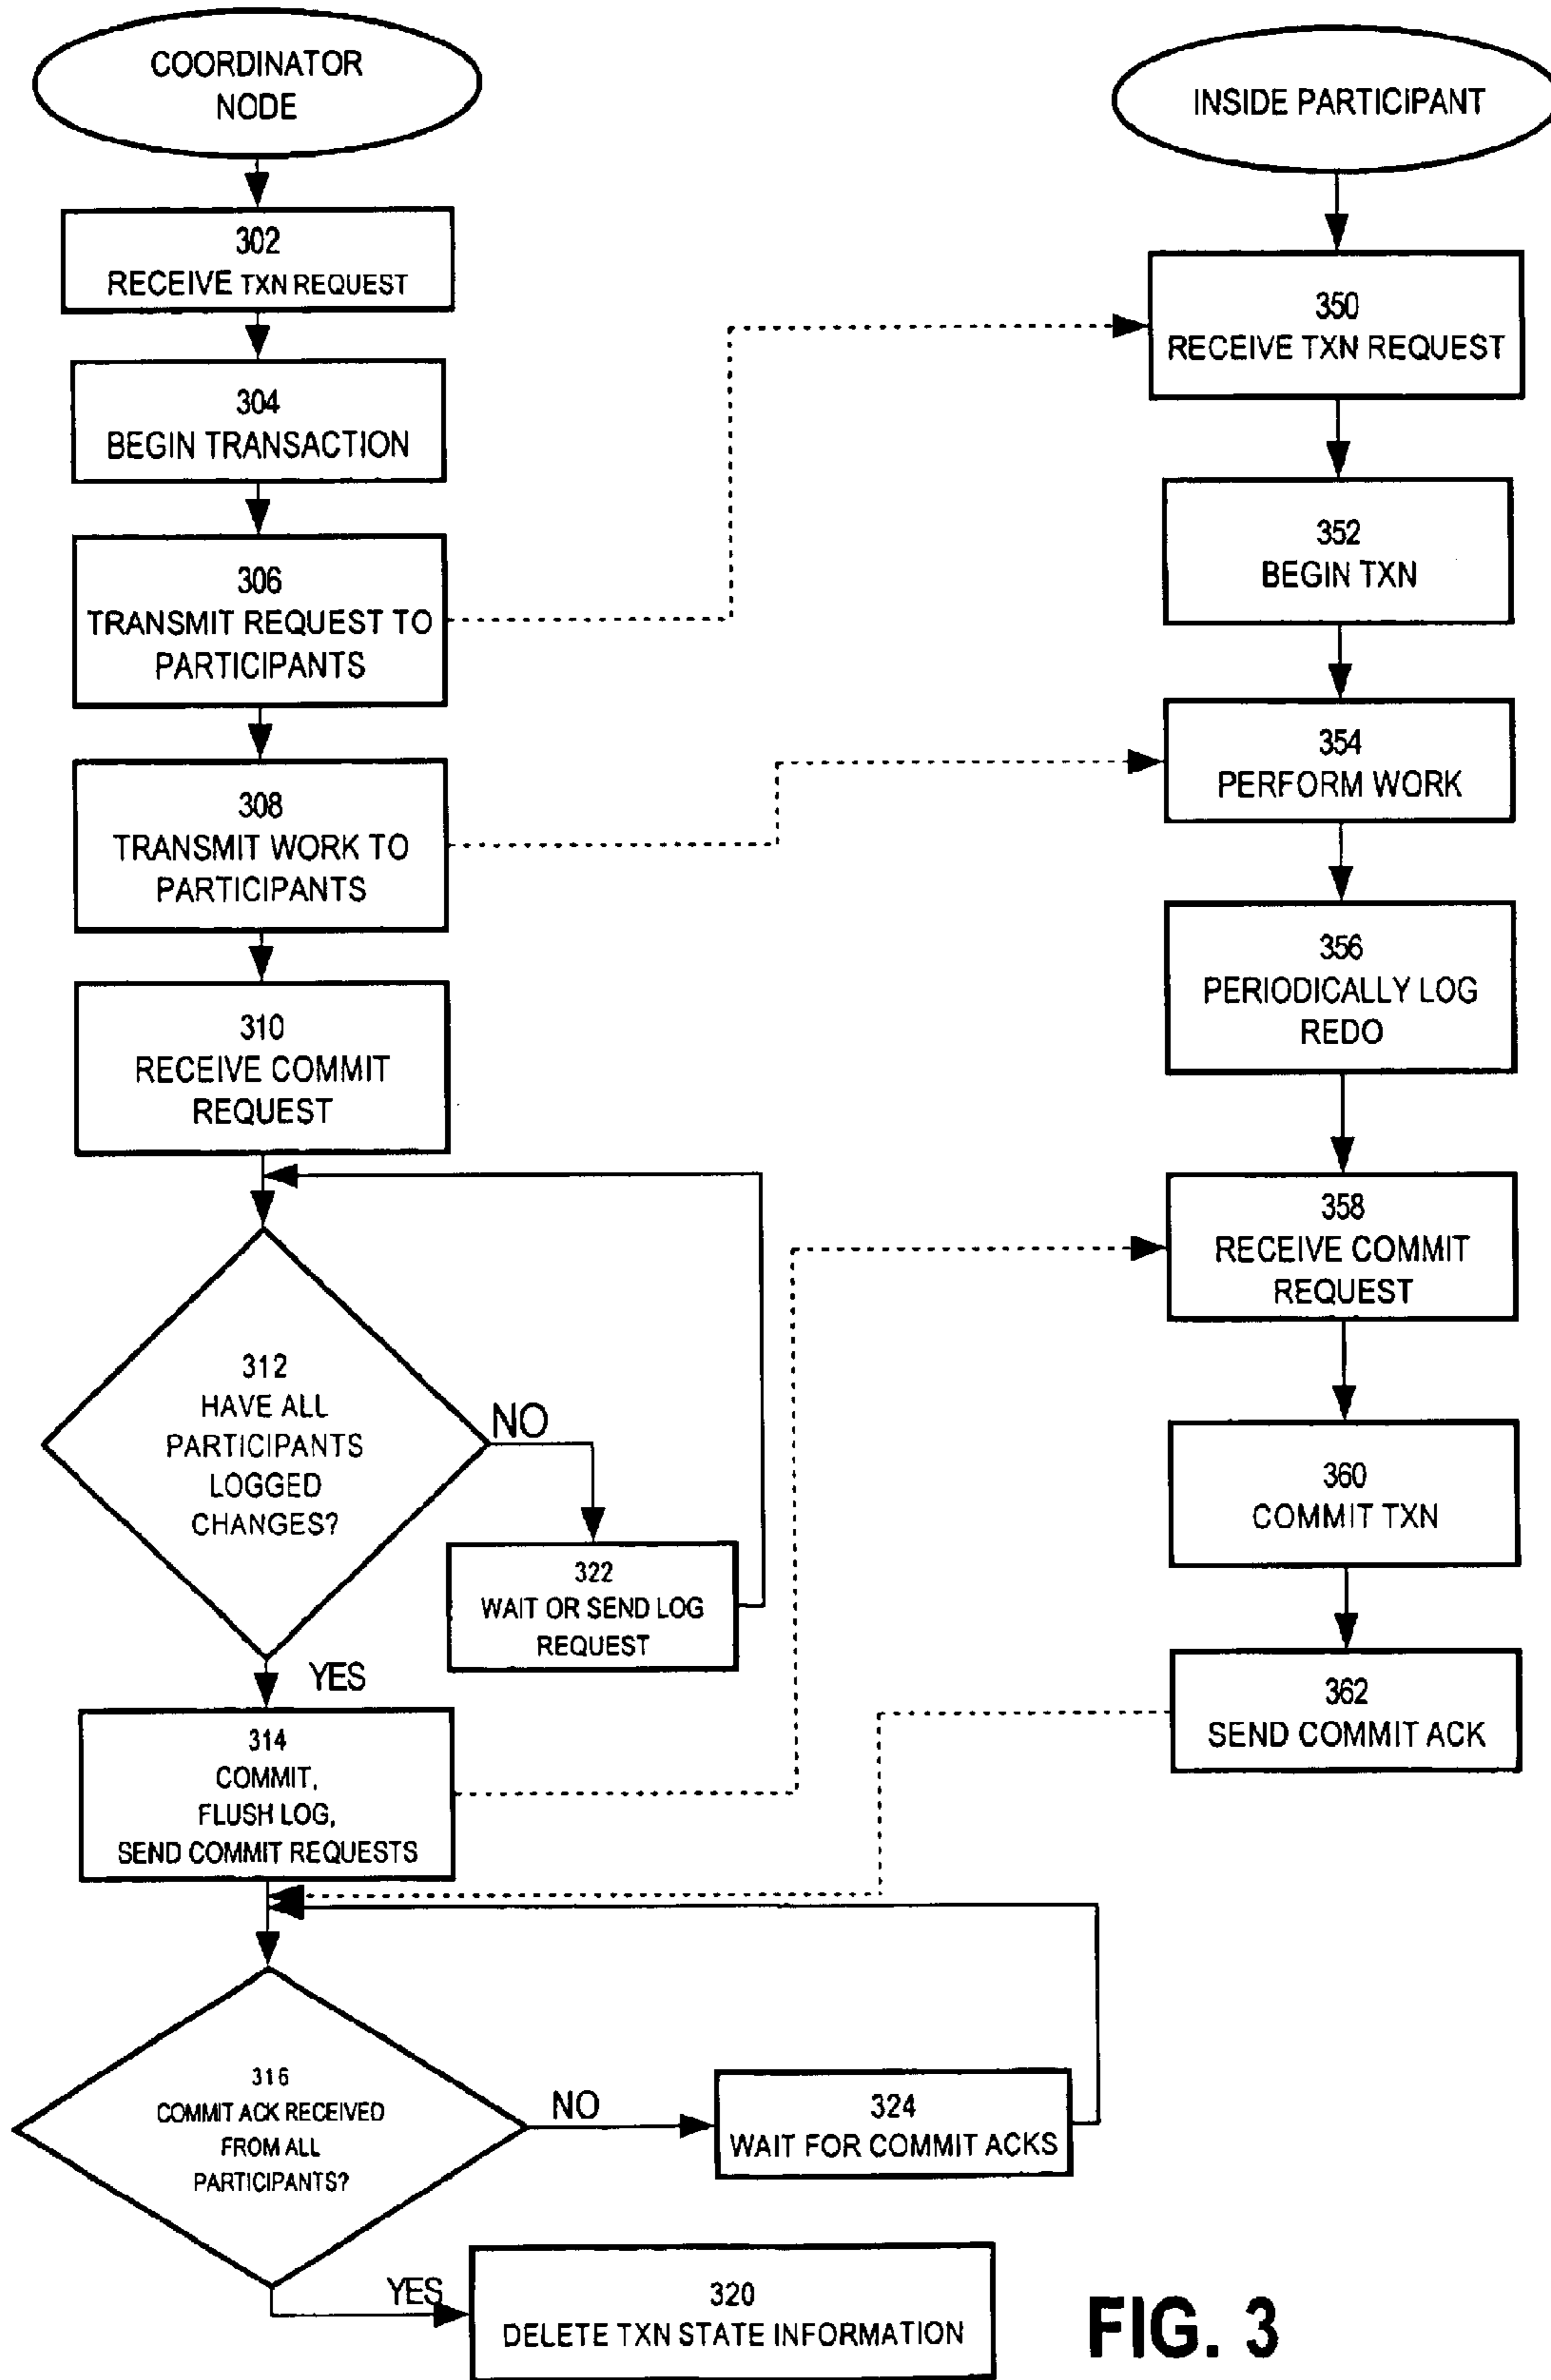 COORDINATOR
NODE
302
RECEIVE TXN REQUEST
304
BEGIN TRANSACTION
306
TRANSMIT REQUEST TO
PARTICIPANTS
308
TRANSMIT WORK TO
PARTICIPANTS
310
RECEIVE COMMIT
REQUEST
312
HAVE ALL
PARTICIPANTS
LOGGED
CHANGES?
NO
322
WAIT OR SEND LOG
REQUEST
YES
314
COMMIT,
FLUSH LOG,
SEND COMMIT REQUESTS
316
COMMIT ACK RECEIVED
FROM ALL
PARTICIPANTS?
NO
324
WAIT FOR COMMIT ACKS
YES
320
DELETE TXN STATE INFORMATION
INSIDE PARTICIPANT
350
RECEIVE TXN REQUEST
352
BEGIN TXN
354
PERFORM WORK
356
PERIODICALLY LOG
REDO
358
RECEIVE COMMIT
REQUEST
360
COMMIT TXN
362
SEND COMMIT ACK
FIG. 3